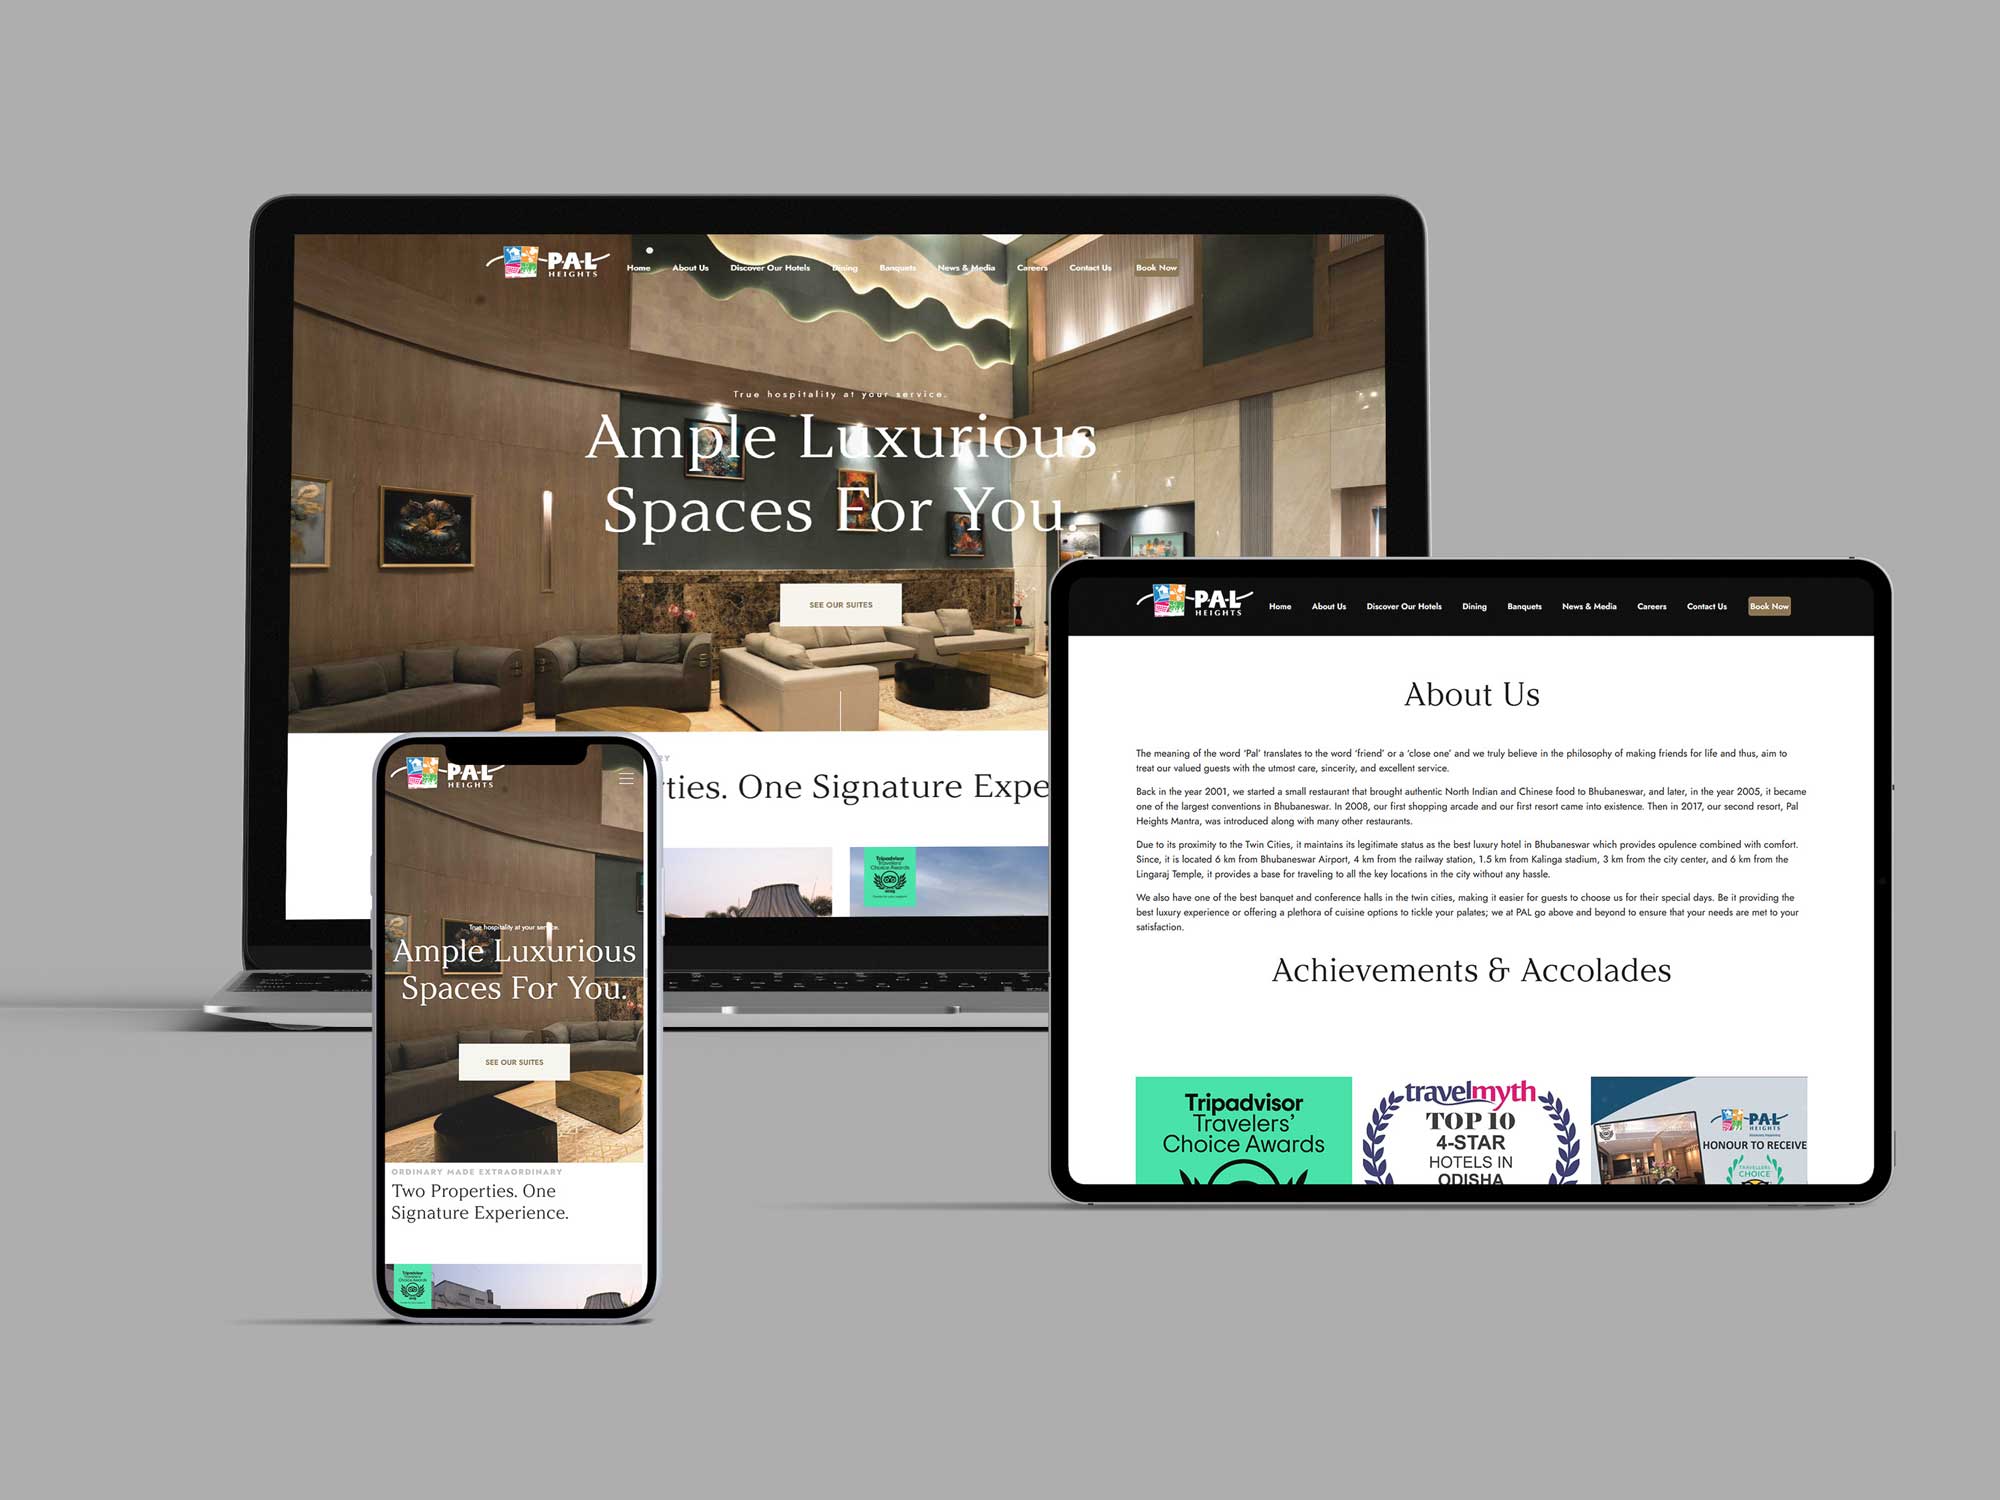 P.A.L
HEIGHTS
Home About Us Discover Our Hotels Dining Banquets News & Media Careers Contact Us Book Now
True hospitality at your service.
Ample Luxurious
Spaces For You.
SEE OUR SUITES
RY
ties. One Signature Expe
Tripadvisor
Travelers'
Choice Awards
P.A.L
HEIGHTS
True hospitality at your service.
Ample Luxurious
Spaces For You.
SEE OUR SUITES
ORDINARY MADE EXTRAORDINARY
Two Properties. One
Signature Experience.
Tripadvisor
Travelers'
Choice Awards
P.A.L
HEIGHTS
Home About Us Discover Our Hotels Dining Banquets News & Media Careers Contact Us Book Now
About Us
The meaning of the word ‘Pal’ translates to the word ‘friend’ or a ‘close one’ and we truly believe in the philosophy of making friends for life and thus, aim to
treat our valued guests with the utmost care, sincerity, and excellent service.
Back in the year 2001, we started a small restaurant that brought authentic North Indian and Chinese food to Bhubaneswar, and later, in the year 2005, it became
one of the largest conventions in Bhubaneswar. In 2008, our first shopping arcade and our first resort came into existence. Then in 2017, our second resort, Pal
Heights Mantra, was introduced along with many other restaurants.
Due to its proximity to the Twin Cities, it maintains its legitimate status as the best luxury hotel in Bhubaneswar which provides opulence combined with comfort.
Since, it is located 6 km from Bhubaneswar Airport, 4 km from the railway station, 1.5 km from Kalinga stadium, 3 km from the city center, and 6 km from the
Lingaraj Temple, it provides a base for traveling to all the key locations in the city without any hassle.
We also have one of the best banquet and conference halls in the twin cities, making it easier for guests to choose us for their special days. Be it providing the
best luxury experience or offering a plethora of cuisine options to tickle your palates; we at PAL go above and beyond to ensure that your needs are met to your
satisfaction.
Achievements & Accolades
Tripadvisor
Travelers'
Choice Awards
travelmyth
TOP 10
4-STAR
HOTELS IN
ODISHA
P.A.L
HEIGHTS
HONOUR TO RECEIVE
TRAVELLERS
CHOICE